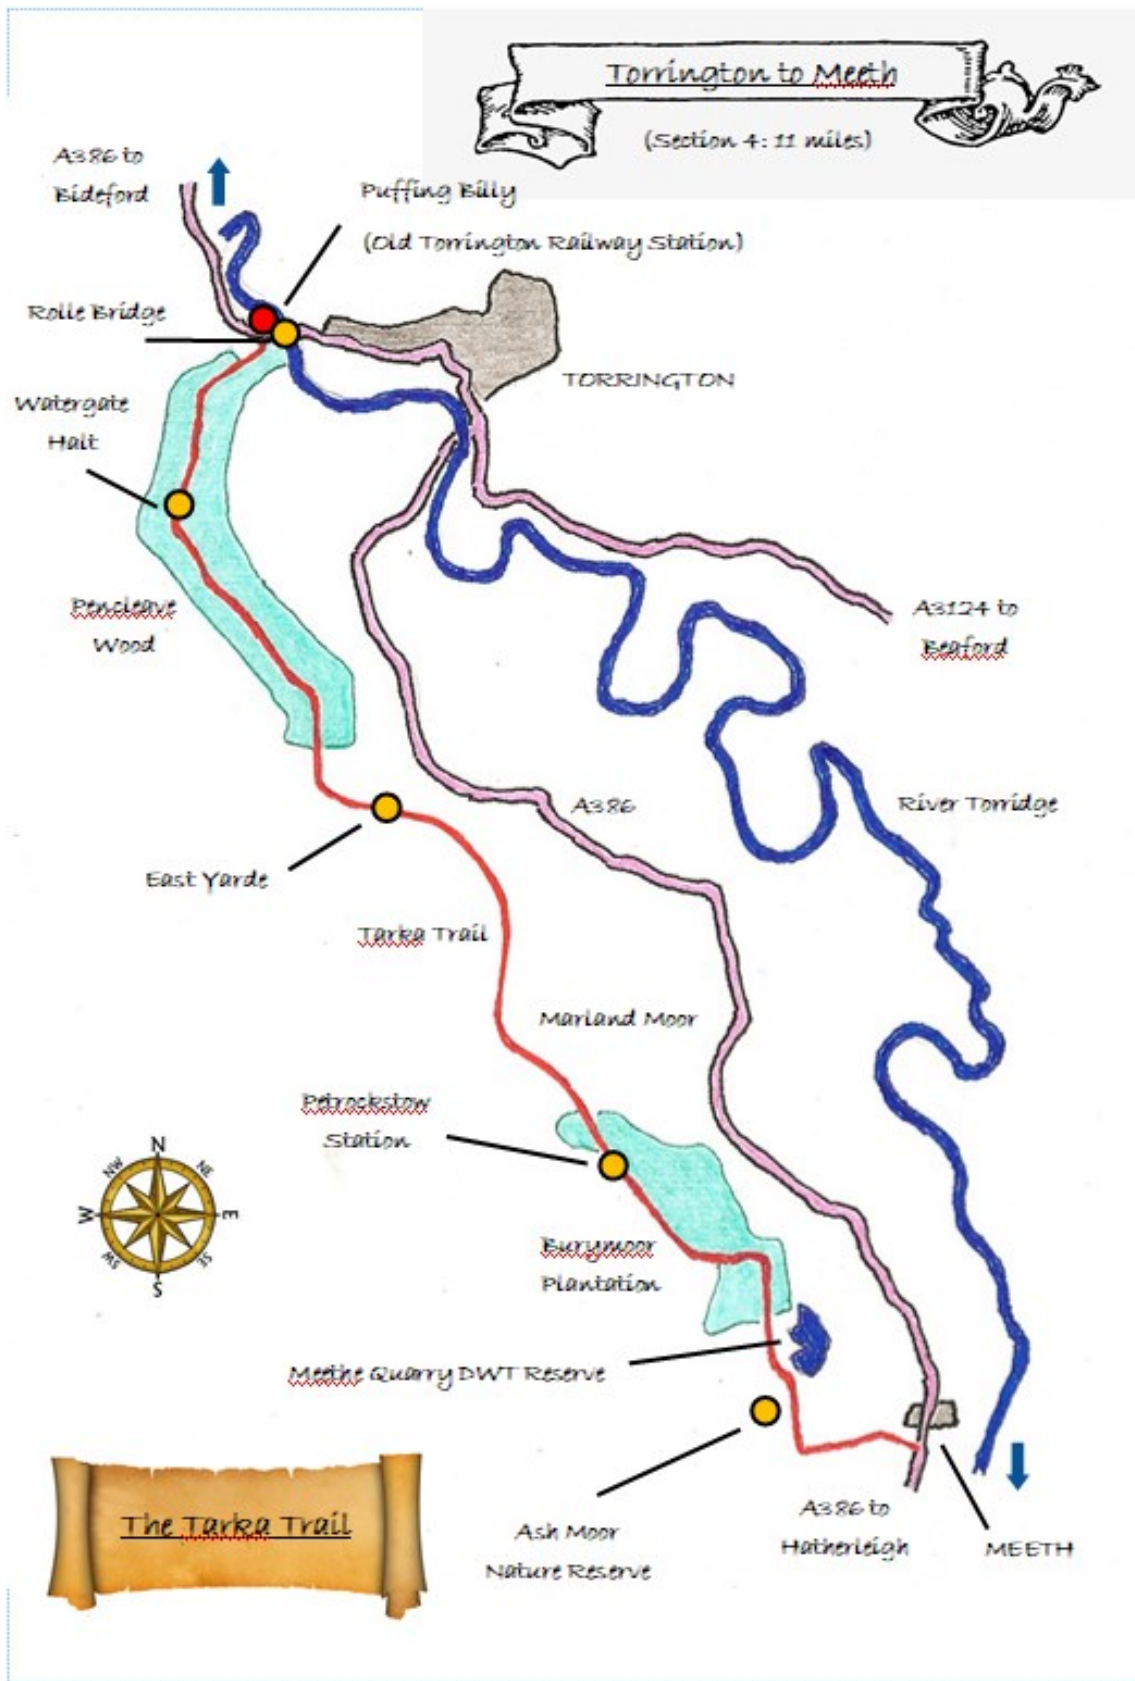 Torrington to Meeth
(Section 4: 11 miles)
A386 to
Bideford
Puffing Billy
(Old Torrington Railway Station)
Rolle Bridge
TORRINGTON
Watergate
Halt
Pencleave
Wood
A3124 to
Beaford
A386
River Torridge
East Yarde
Tarka Trail
Marland Moor
Petrockstow
Station
N
NW
NE
W
E
SW
SE
S
Burymoor
Plantation
Meethe Quarry DWT Reserve
The Tarka Trail
Ash Moor
Nature Reserve
A386 to
Hatherleigh
MEETH